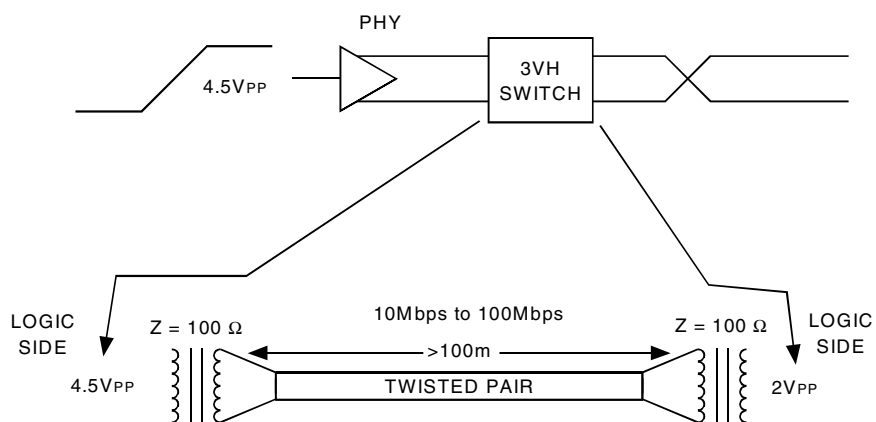 PHY
4.5VPP
3VH
SWITCH
10Mbps to 100Mbps
LOGIC
SIDE
Z = 100 Ω
Z = 100 Ω
LOGIC
SIDE
>100m
4.5VPP
TWISTED PAIR
2VPP